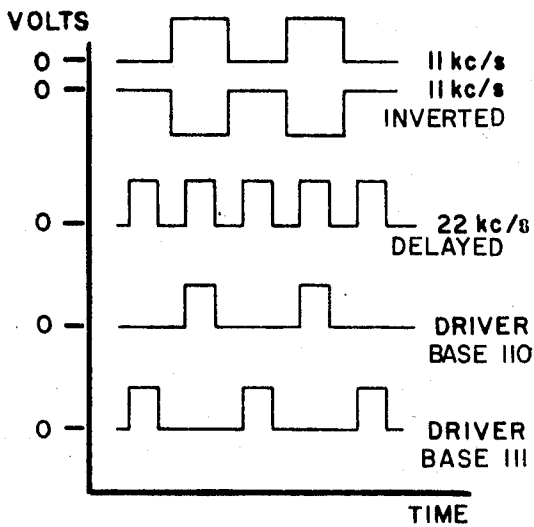 VOLTS
0
11 kc/s
0
11 kc/s
INVERTED
0
22 kc/s
DELAYED
0
DRIVER
BASE 110
0
DRIVER
BASE 111
TIME